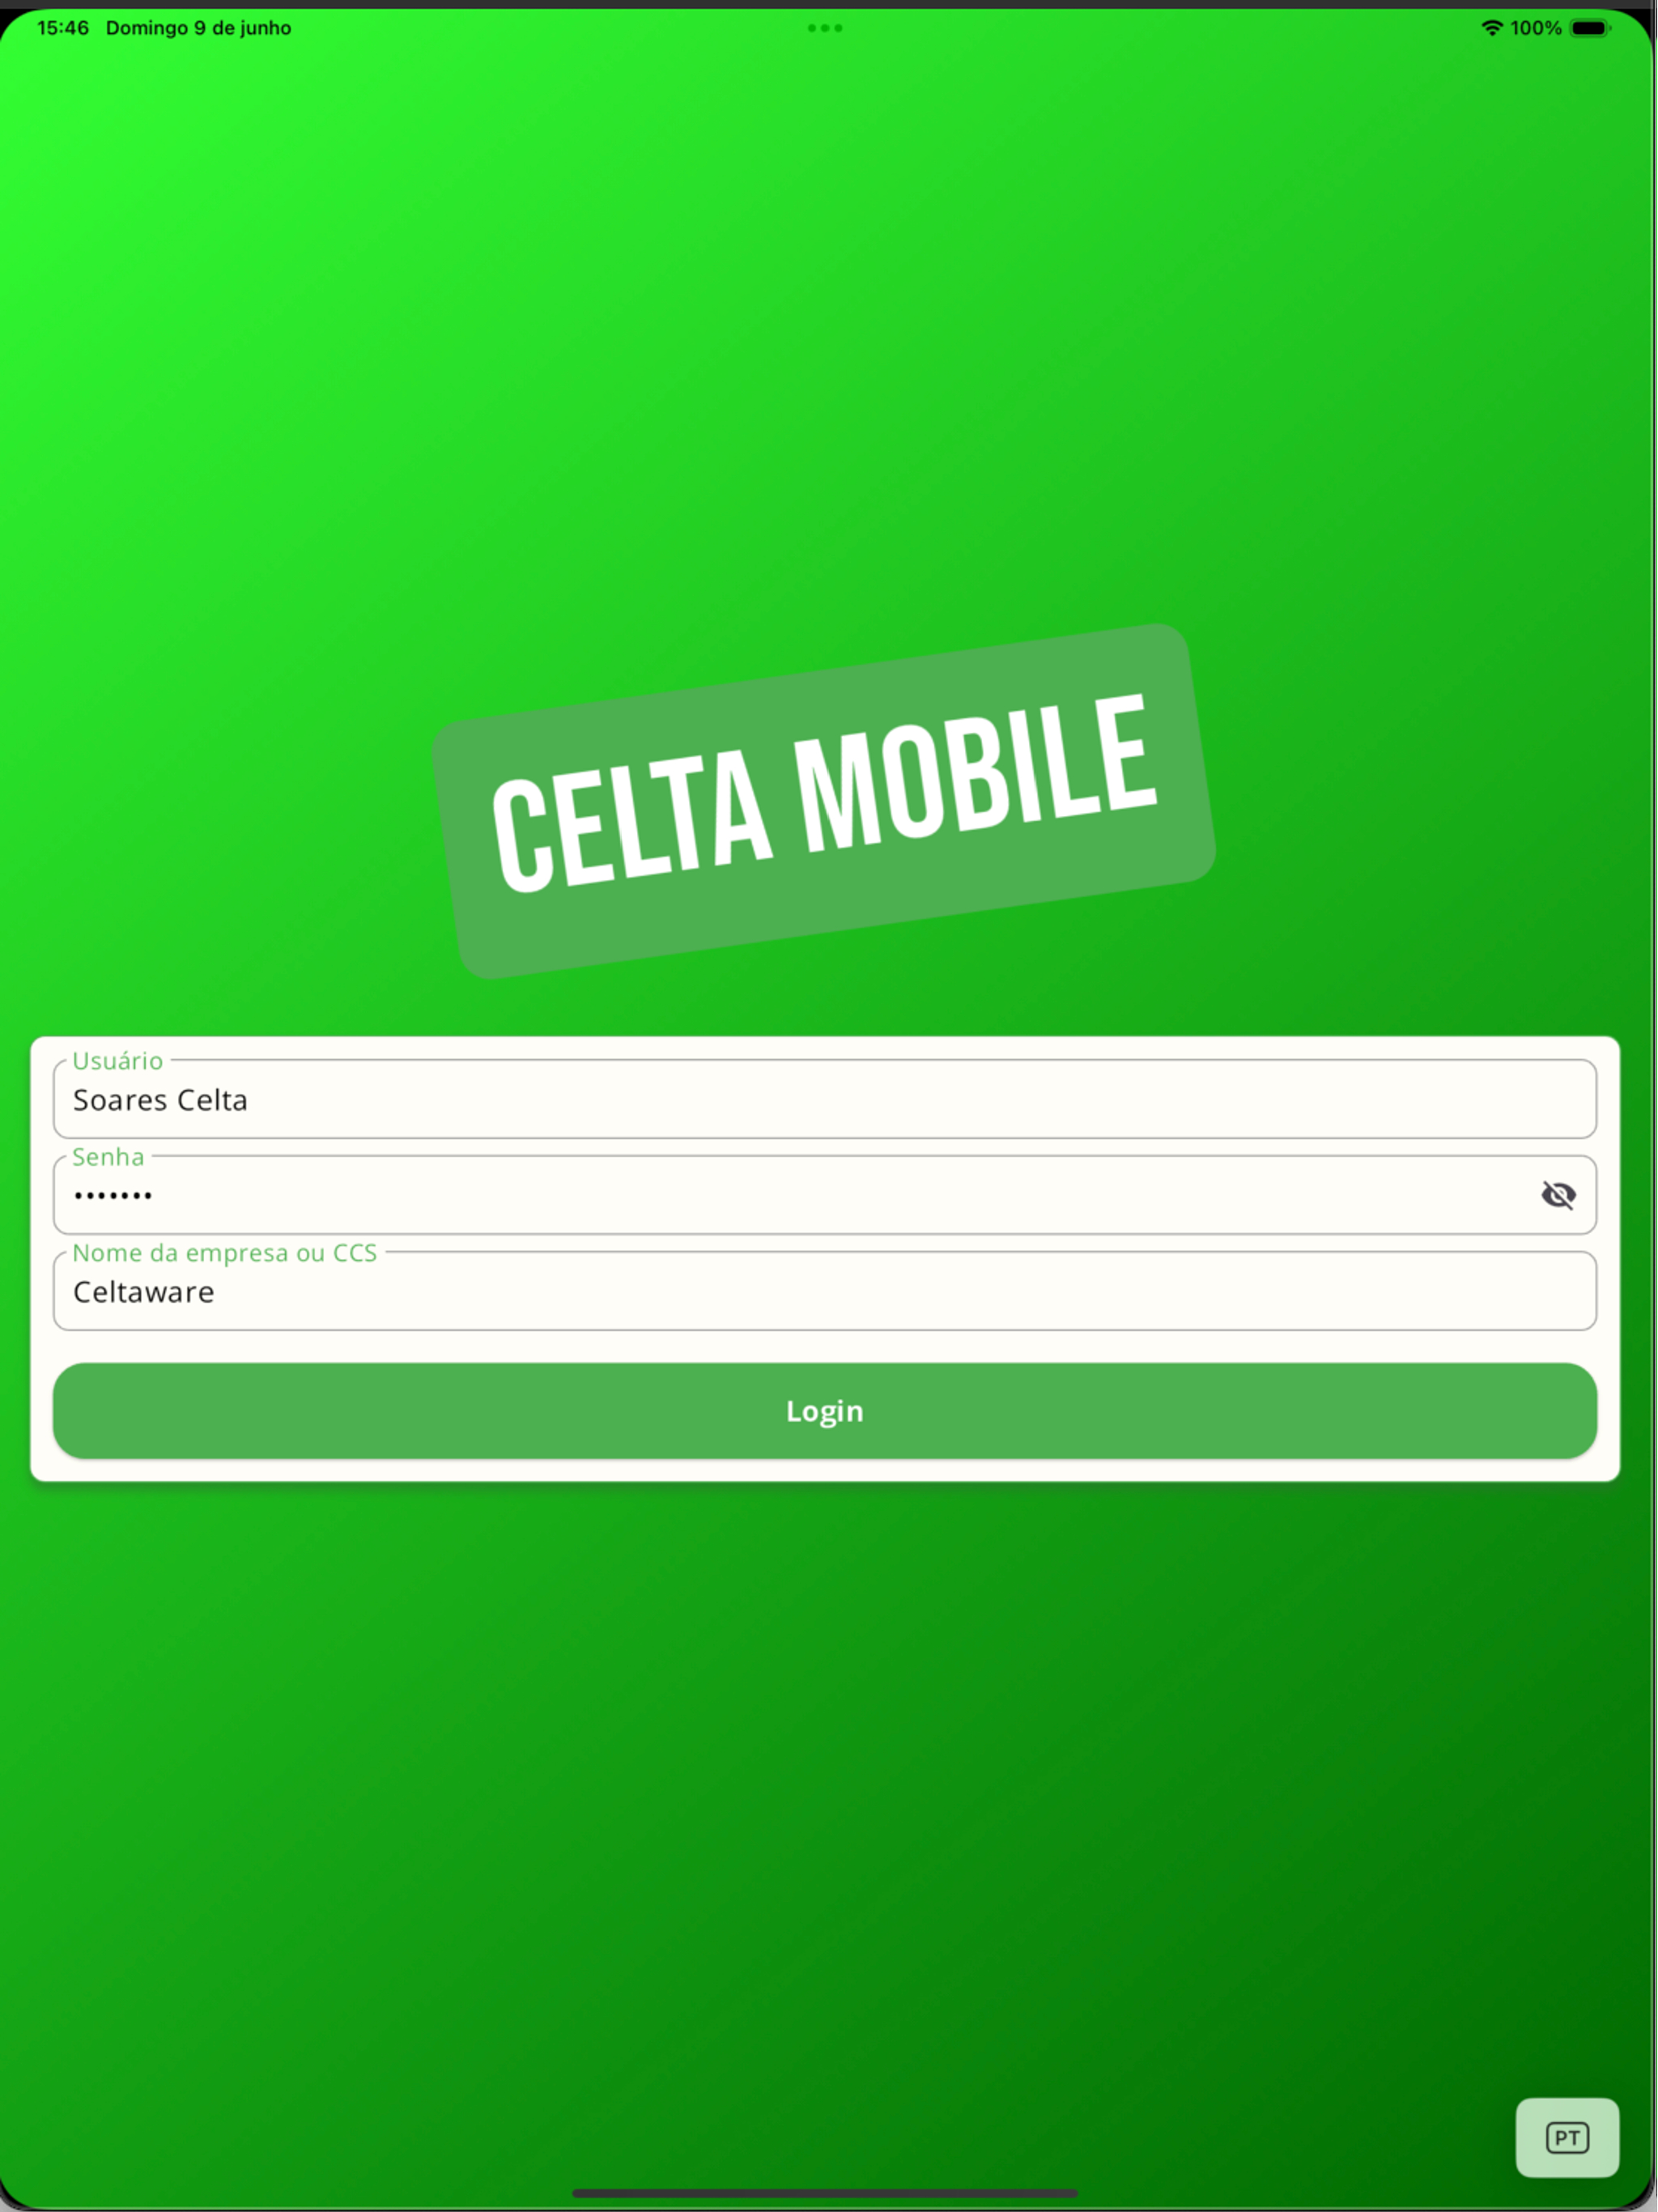 15:46 Domingo 9 de junho
100%
CELTA MOBILE
Usuário
Soares Celta
Senha
•••••••
Nome da empresa ou CCS
Celtaware
Login
PT